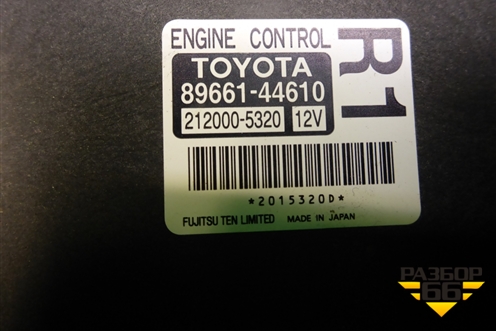 ENGINE CONTROL
R1
TOYOTA
89661-44610
212000-5320 12V
*2015320D*
FUJITSU TEN LIMITED MADE IN JAPAN
РАЗБОР
66